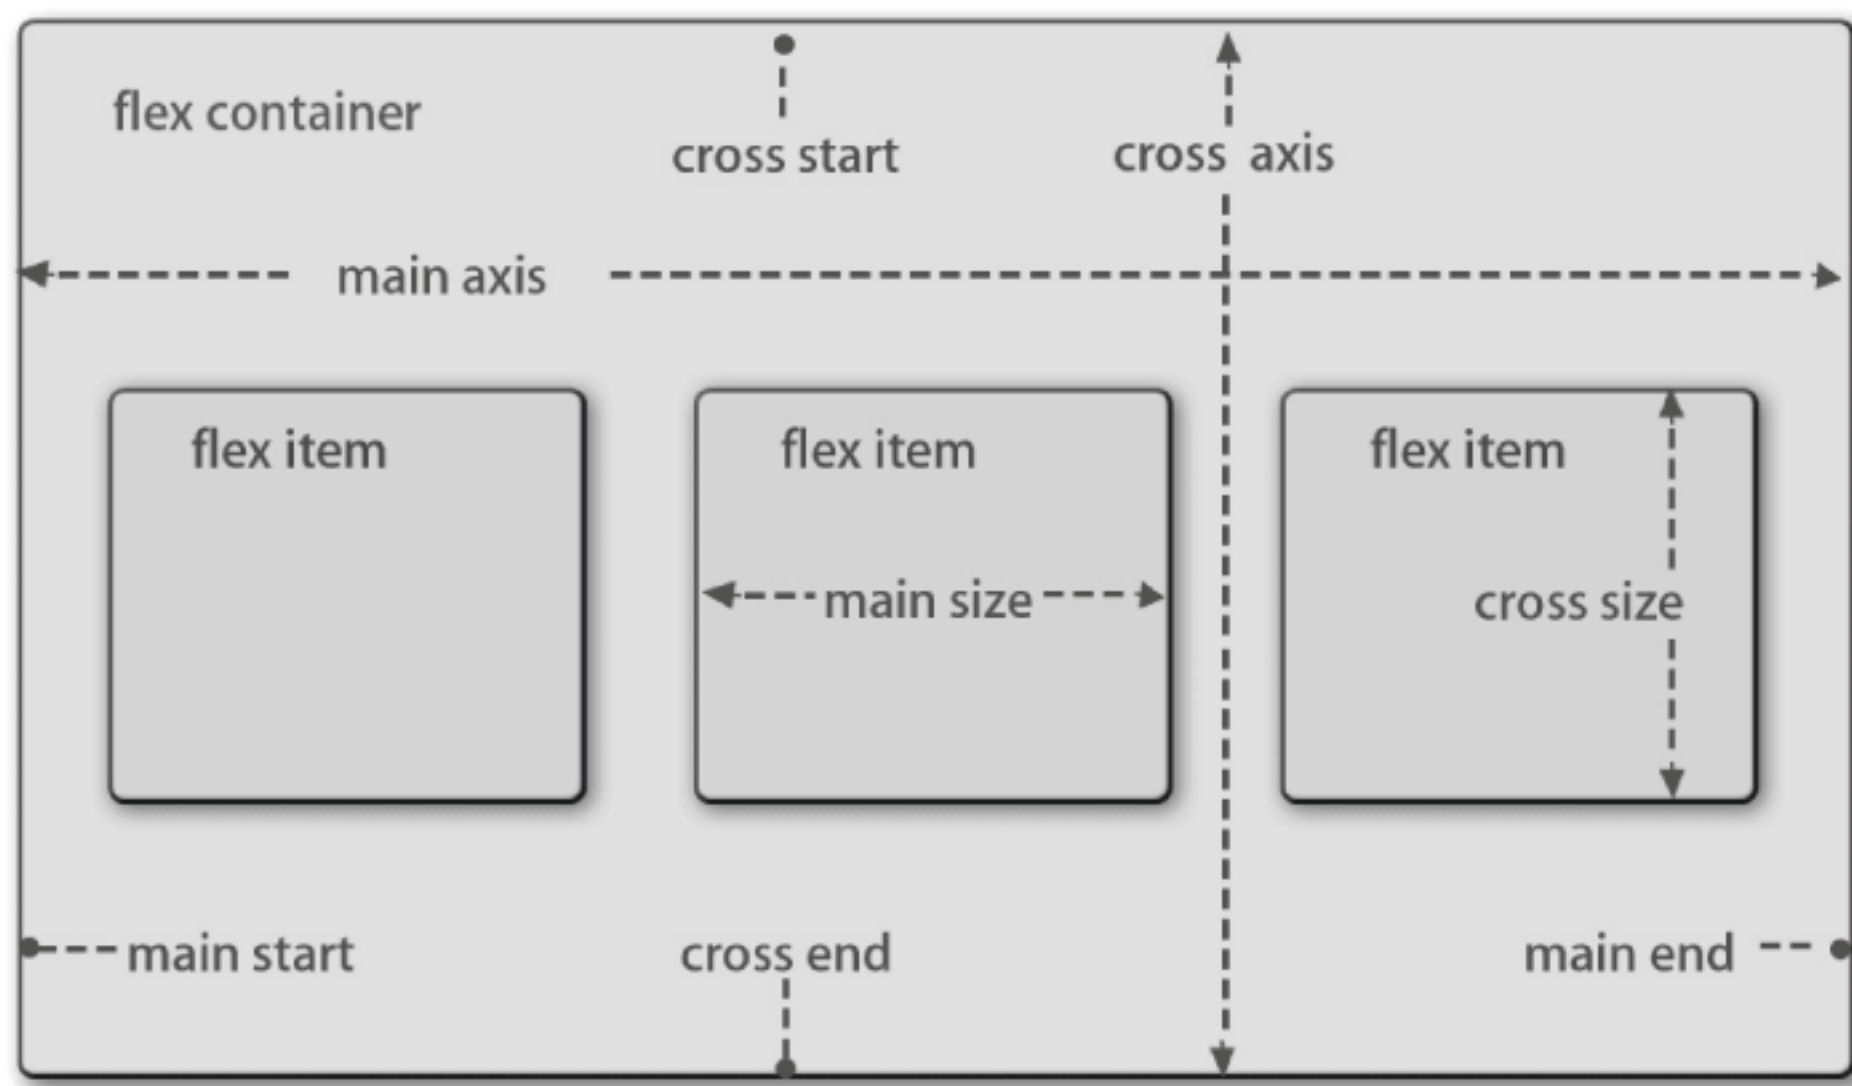 flex container
cross start
cross axis
main axis
flex item
flex item
flex item
main size
cross size
main start
cross end
main end